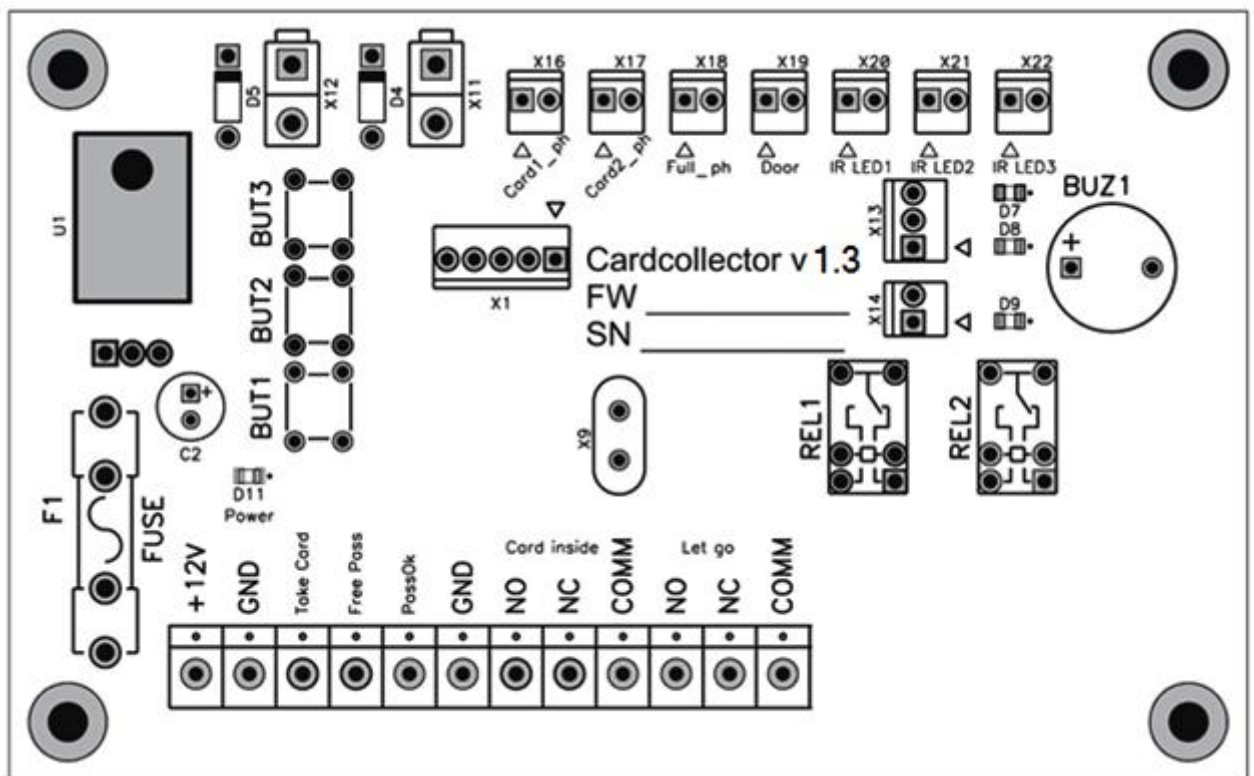 X16 X17 X18 X19 X20 X21 X22
D5 X12 D4 X11
Card1_ph Card2_ph Full_ph Door IR LED1 IR LED2 IR LED3
U1
BUT3
X13
D7
BUZ1
D8
+
X1
Cardcollector v 1.3
FW
SN
BUT2
X14
D9
BUT1
+
C2
X9
REL1
REL2
D11
Power
F1
FUSE
Card inside
Let go
+12V GND Take Card Free Pass PassOk GND NO NC COMM NO NC COMM